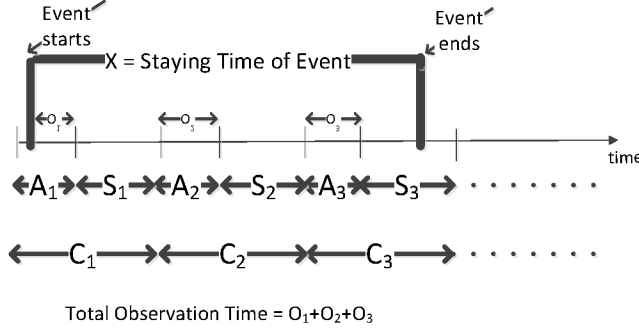 Event
starts
Event
ends
X = Staying Time of Event
O₁ O₂ O₃
time
A₁ S₁ A₂ S₂ A₃ S₃ . . . . . . .
C₁ C₂ C₃ . . . . . . .
Total Observation Time = O₁+O₂+O₃